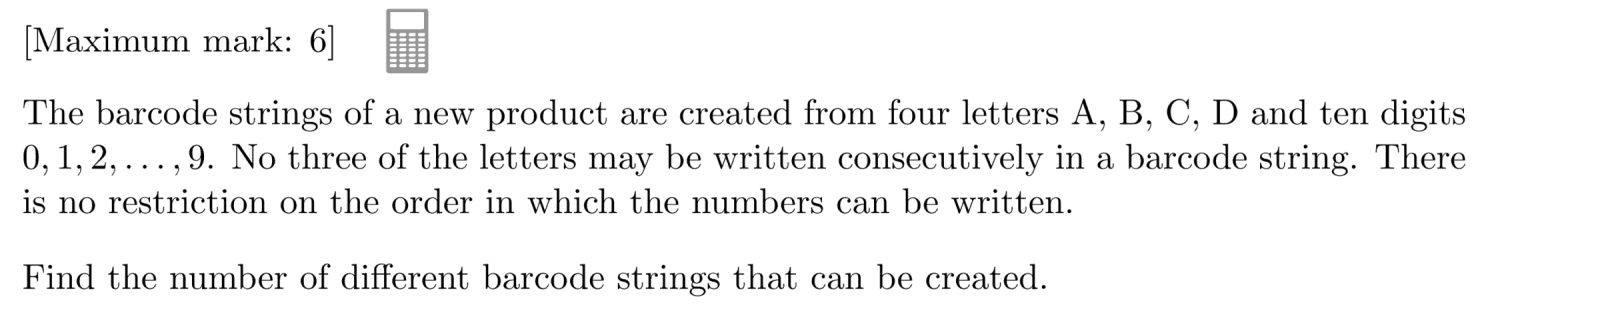 [Maximum mark: 6]
The barcode strings of a new product are created from four letters A, B, C, D and ten digits
0, 1, 2, . . . , 9. No three of the letters may be written consecutively in a barcode string. There
is no restriction on the order in which the numbers can be written.
Find the number of different barcode strings that can be created.